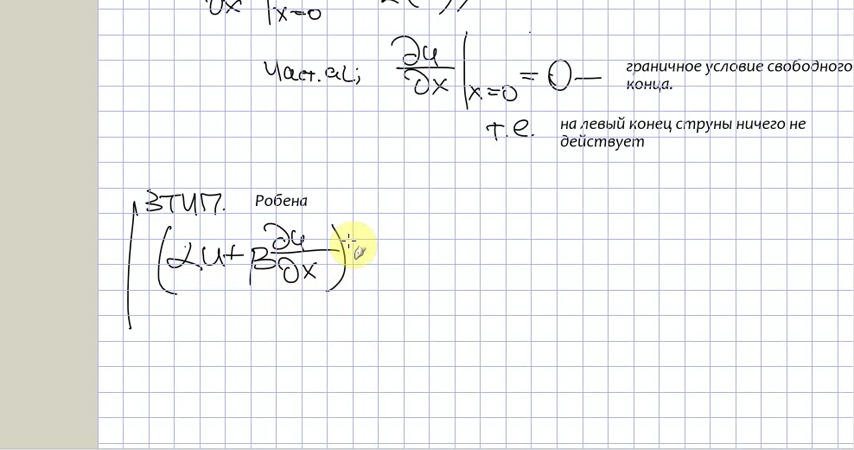 ∂x |x=0
Част. сл; ∂u/∂x |x=0 = 0 — граничное условие свободного
конца.
т.е. на левый конец струны ничего не
действует
3 тип. Робена
(αu + β ∂u/∂x)